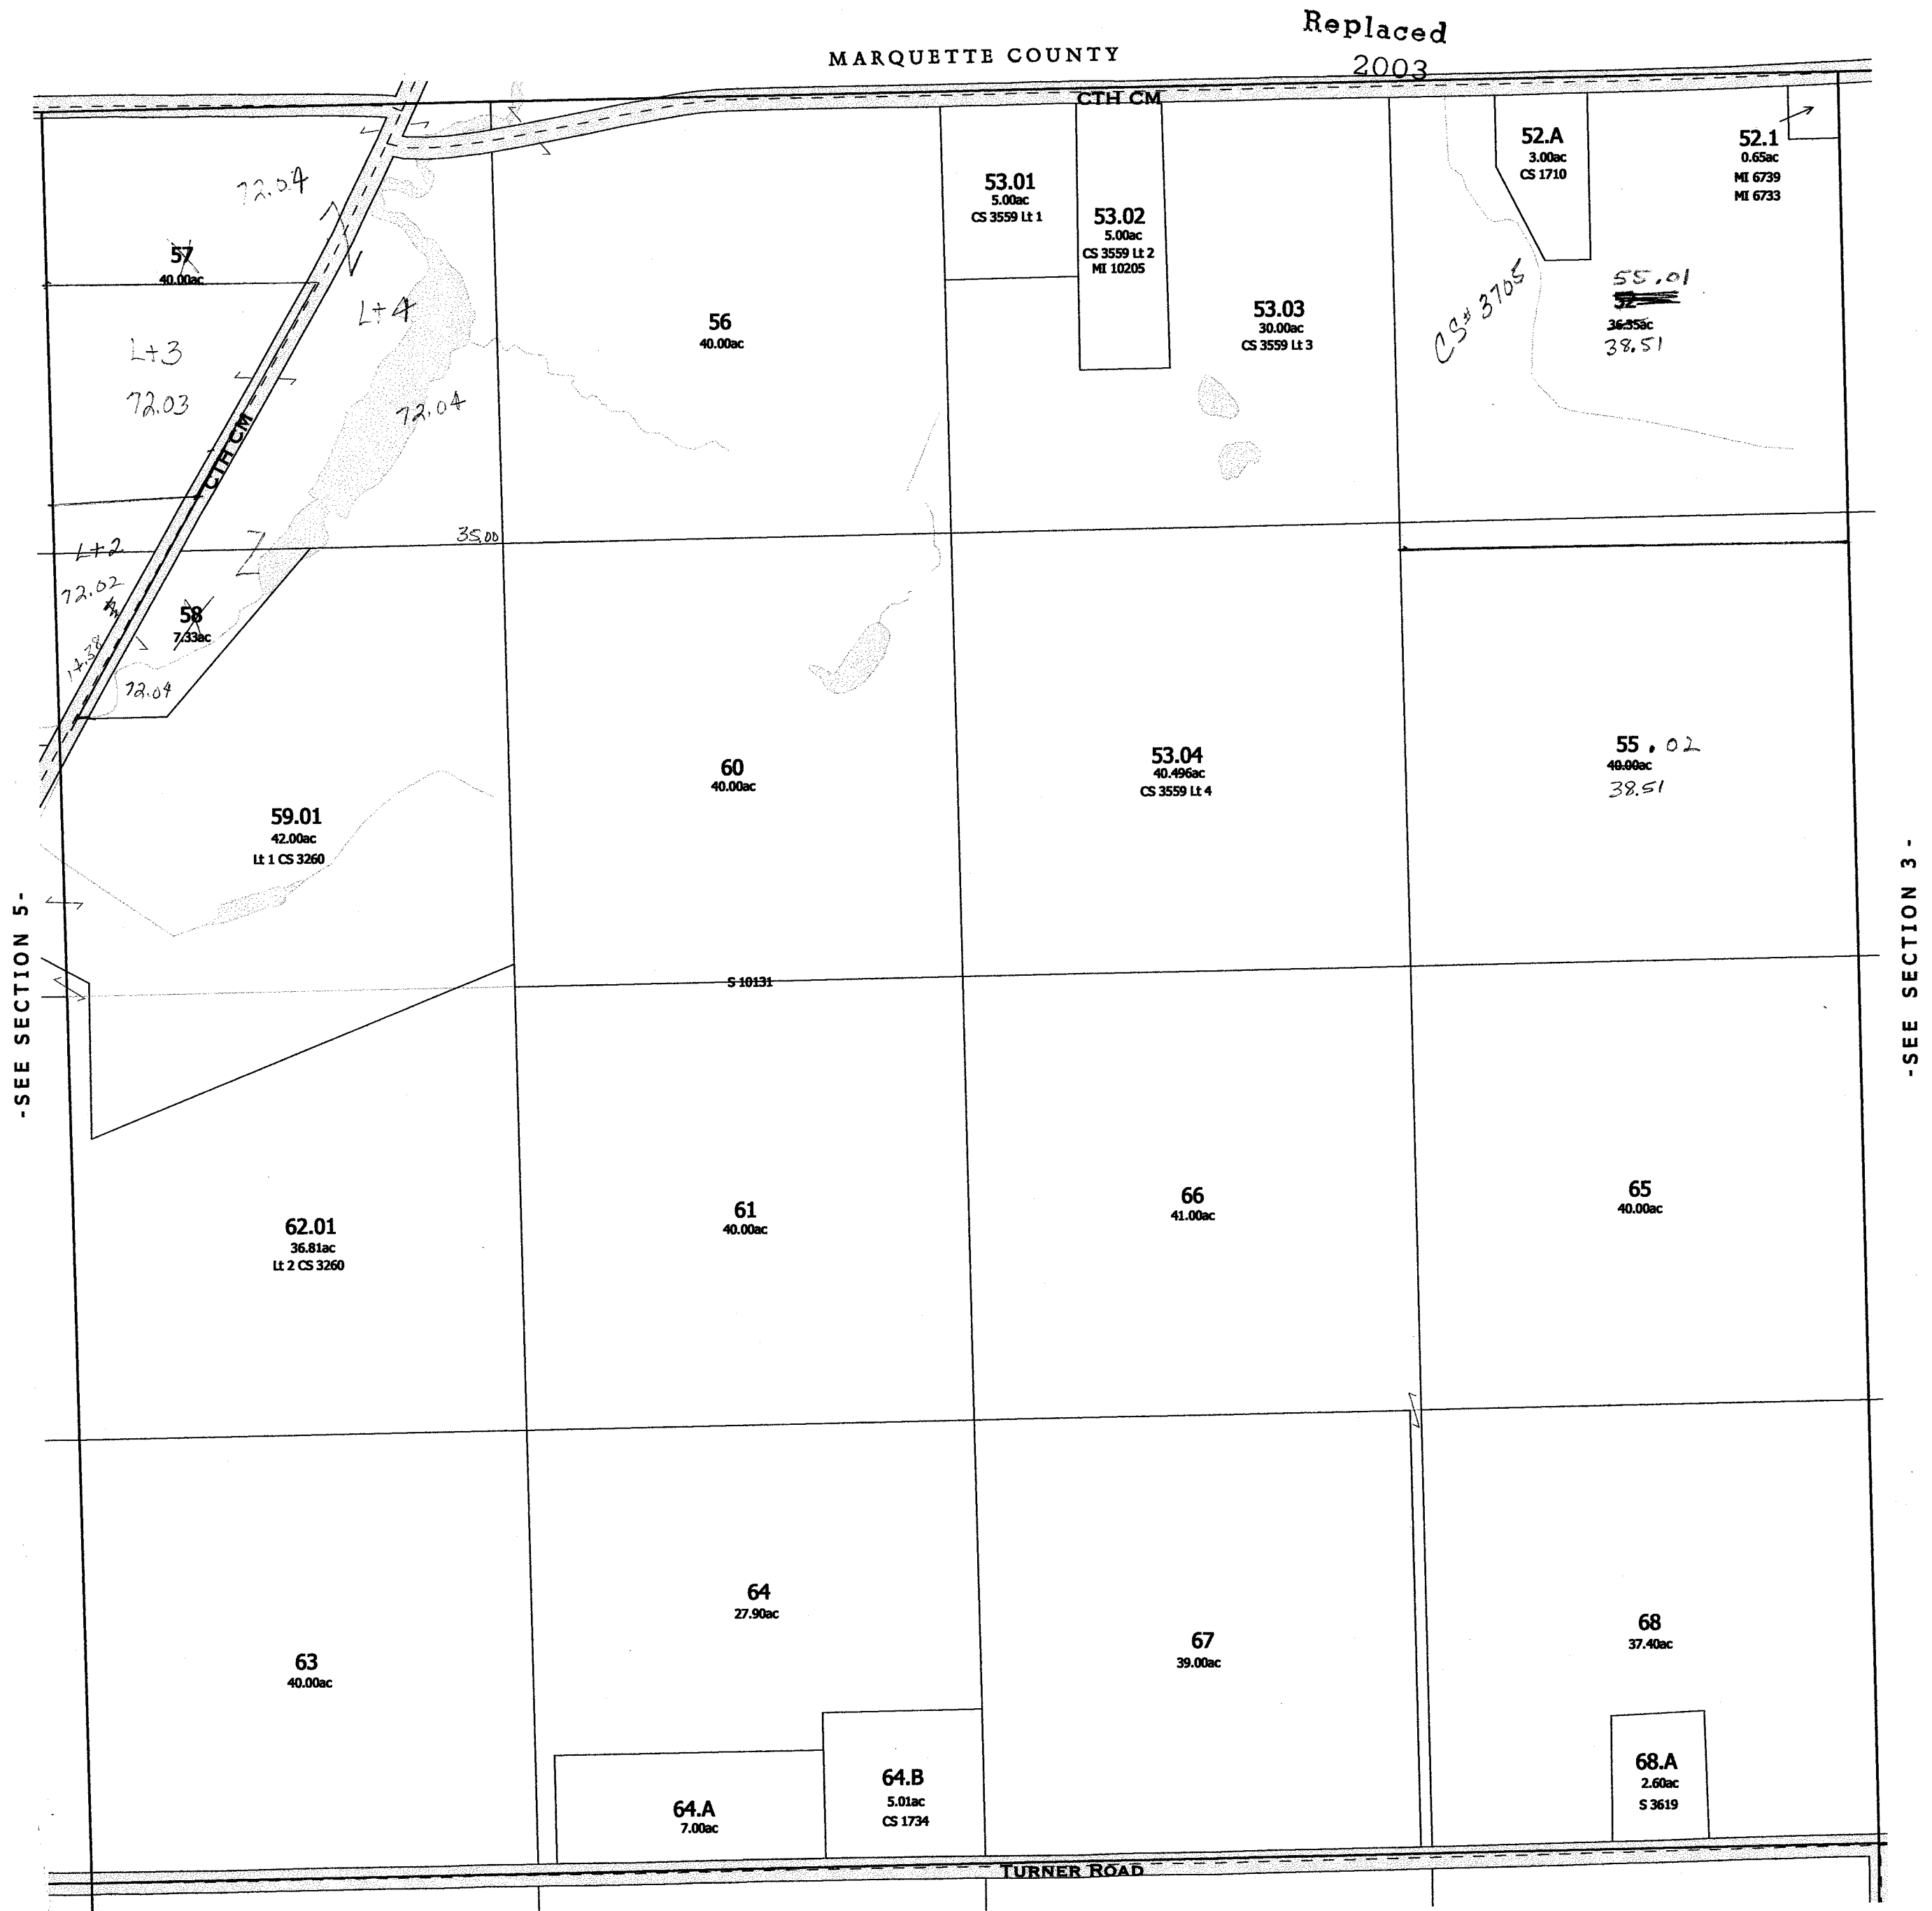 Replaced
2003
MARQUETTE COUNTY
CTH CM
72.04
57
40.00ac
Lt 4
Lt 3
72.03
72.04
CTH CM
56
40.00ac
53.01
5.00ac
CS 3559 Lt 1
53.02
5.00ac
CS 3559 Lt 2
MI 10205
53.03
30.00ac
CS 3559 Lt 3
52.A
3.00ac
CS 1710
52.1
0.65ac
MI 6739
MI 6733
CS# 3705
55.01
52
36.35ac
38.51
35.00
Lt 2
72.02
14.38
58
7.33ac
72.04
59.01
42.00ac
Lt 1 CS 3260
60
40.00ac
53.04
40.496ac
CS 3559 Lt 4
55.02
40.00ac
38.51
-SEE SECTION 5-
-SEE SECTION 3-
S 10131
62.01
36.81ac
Lt 2 CS 3260
61
40.00ac
66
41.00ac
65
40.00ac
63
40.00ac
64
27.90ac
67
39.00ac
68
37.40ac
64.A
7.00ac
64.B
5.01ac
CS 1734
68.A
2.60ac
S 3619
TURNER ROAD